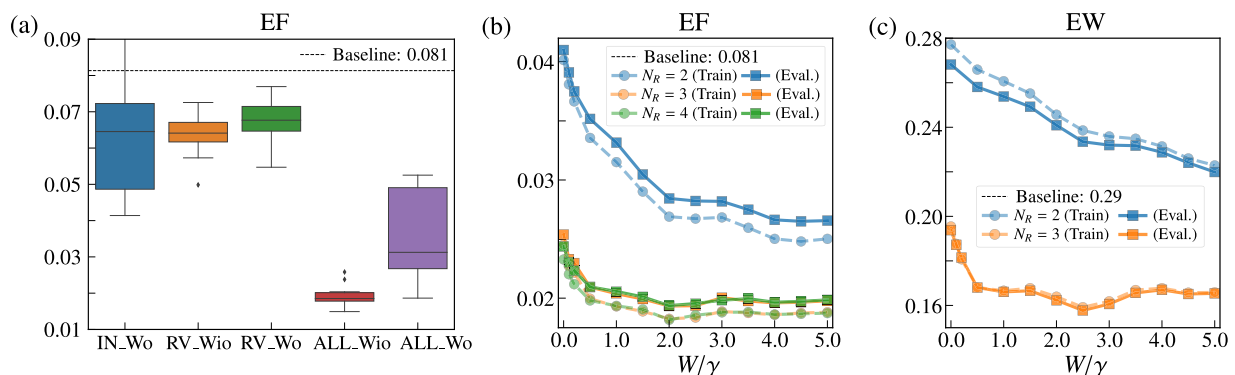 (a)
EF
0.09
0.07
0.05
0.03
0.01
Baseline: 0.081
IN_Wo RV_Wio RV_Wo ALL_Wio ALL_Wo
(b)
EF
0.04
0.03
0.02
Baseline: 0.081
N_R = 2 (Train) (Eval.)
N_R = 3 (Train) (Eval.)
N_R = 4 (Train) (Eval.)
0.0 1.0 2.0 3.0 4.0 5.0
W/γ
(c)
EW
0.28
0.24
0.20
0.16
Baseline: 0.29
N_R = 2 (Train) (Eval.)
N_R = 3 (Train) (Eval.)
0.0 1.0 2.0 3.0 4.0 5.0
W/γ